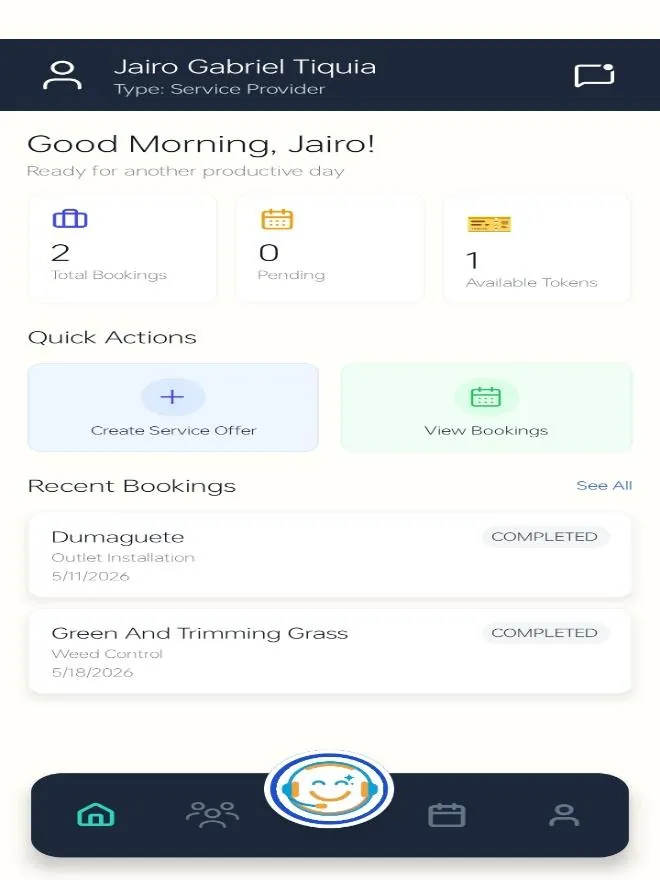 Jairo Gabriel Tiquia
Type: Service Provider
Good Morning, Jairo!
Ready for another productive day
2
Total Bookings
0
Pending
1
Available Tokens
Quick Actions
Create Service Offer
View Bookings
Recent Bookings
See All
Dumaguete
COMPLETED
Outlet Installation
5/11/2026
Green And Trimming Grass
COMPLETED
Weed Control
5/18/2026